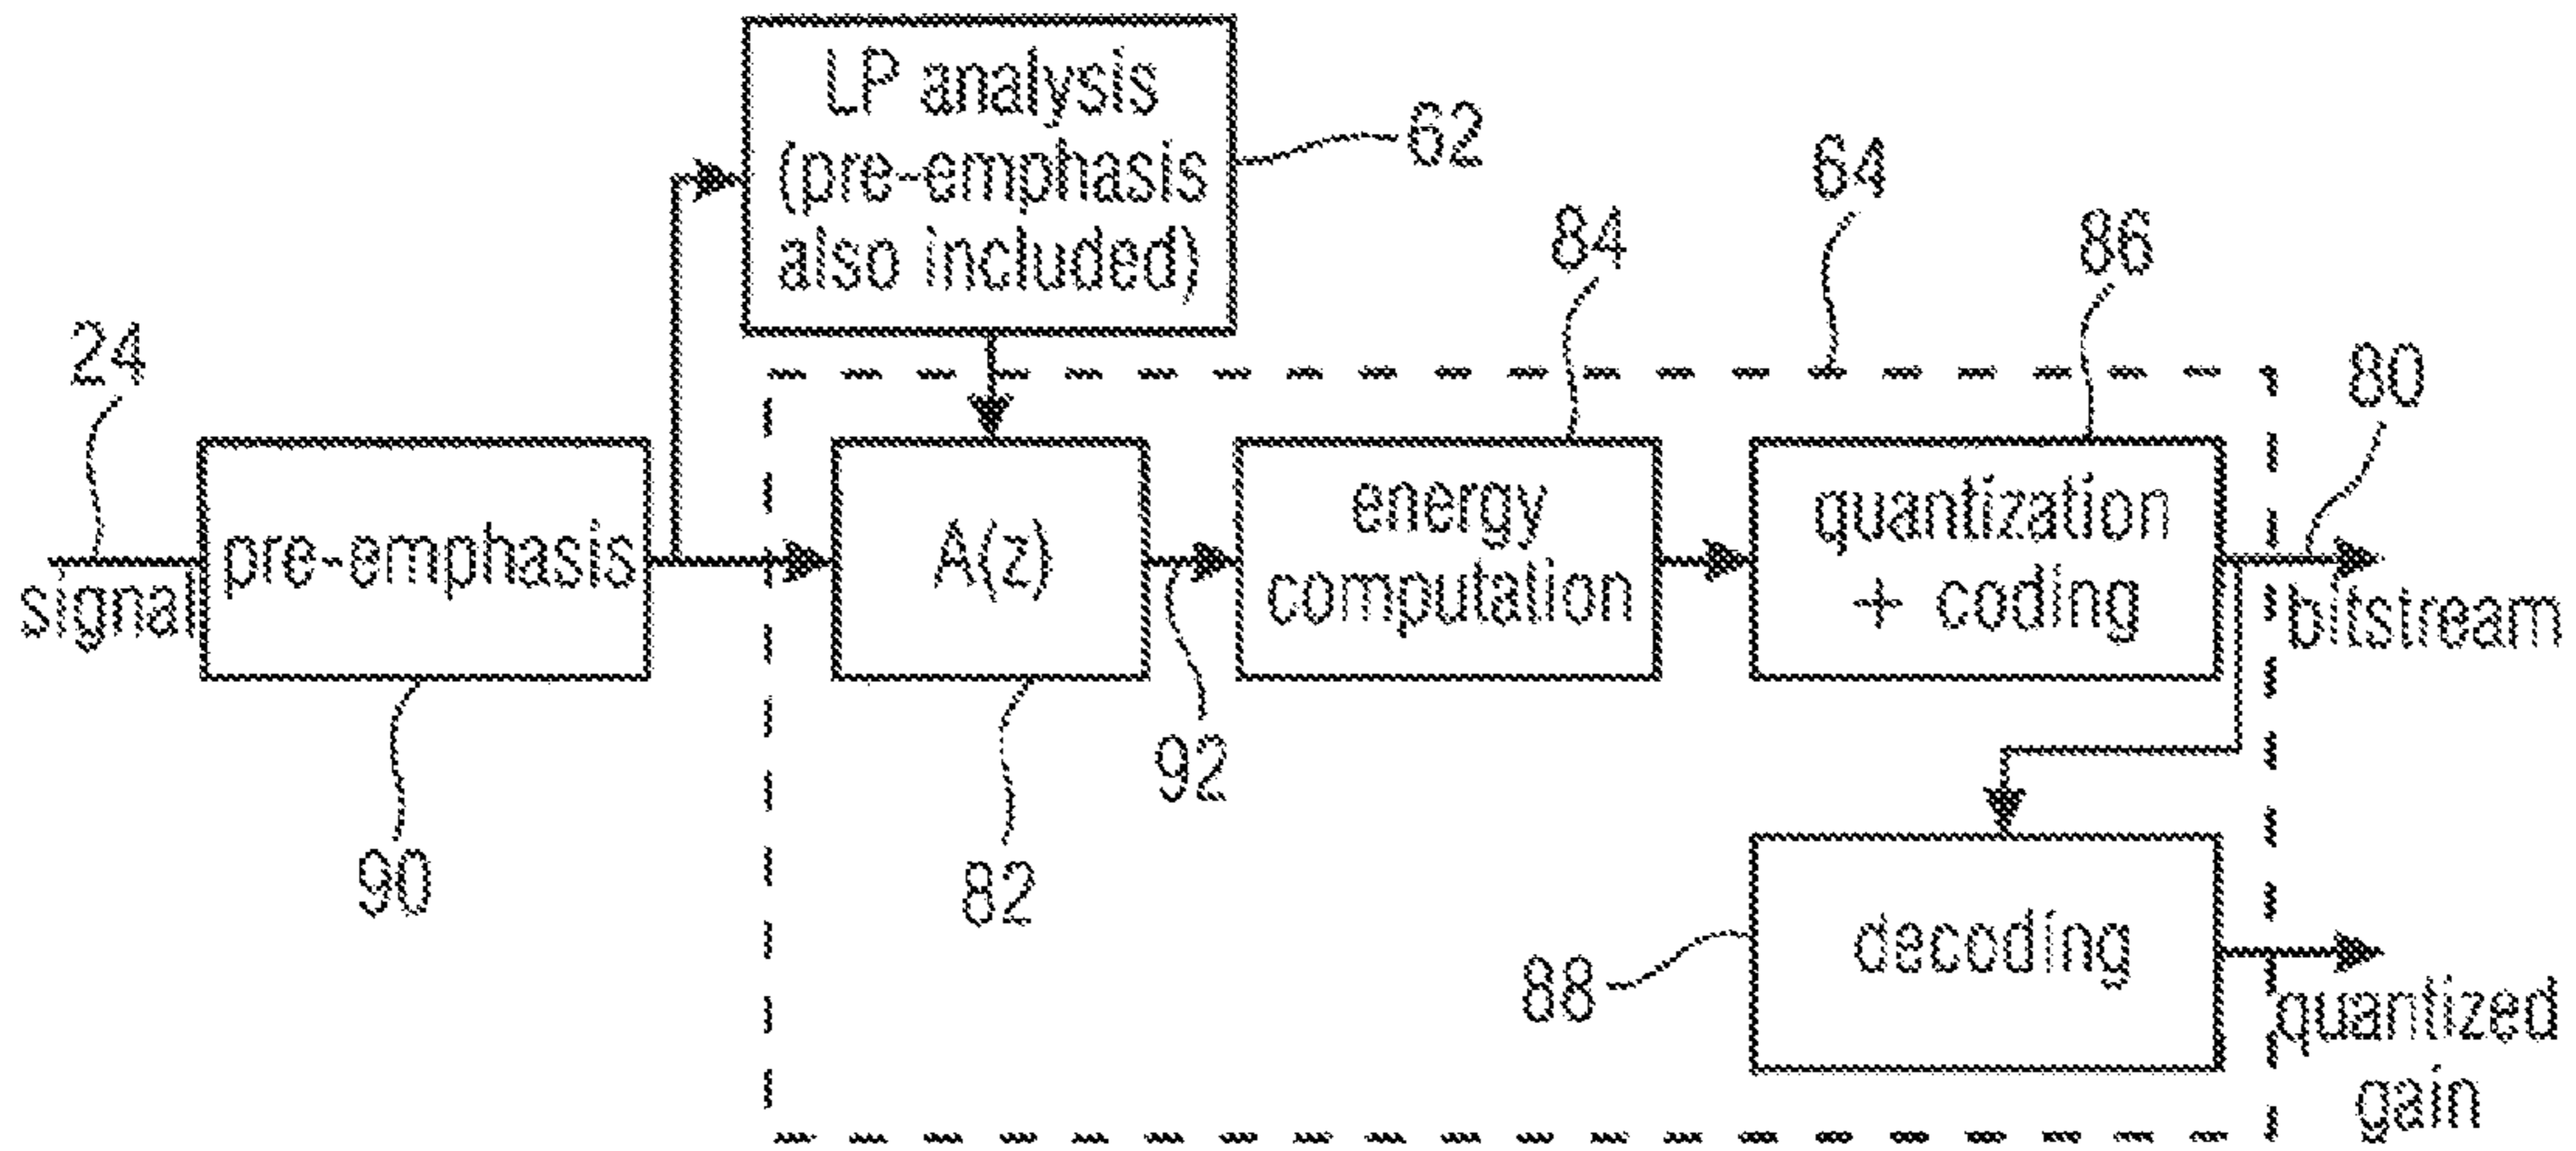 LP analysis
(pre-emphasis
also included)
62
64
84
86
24
80
signal
pre-emphasis
A(z)
energy
computation
quantization
+ coding
bitstream
92
90
82
88
decoding
quantized
gain